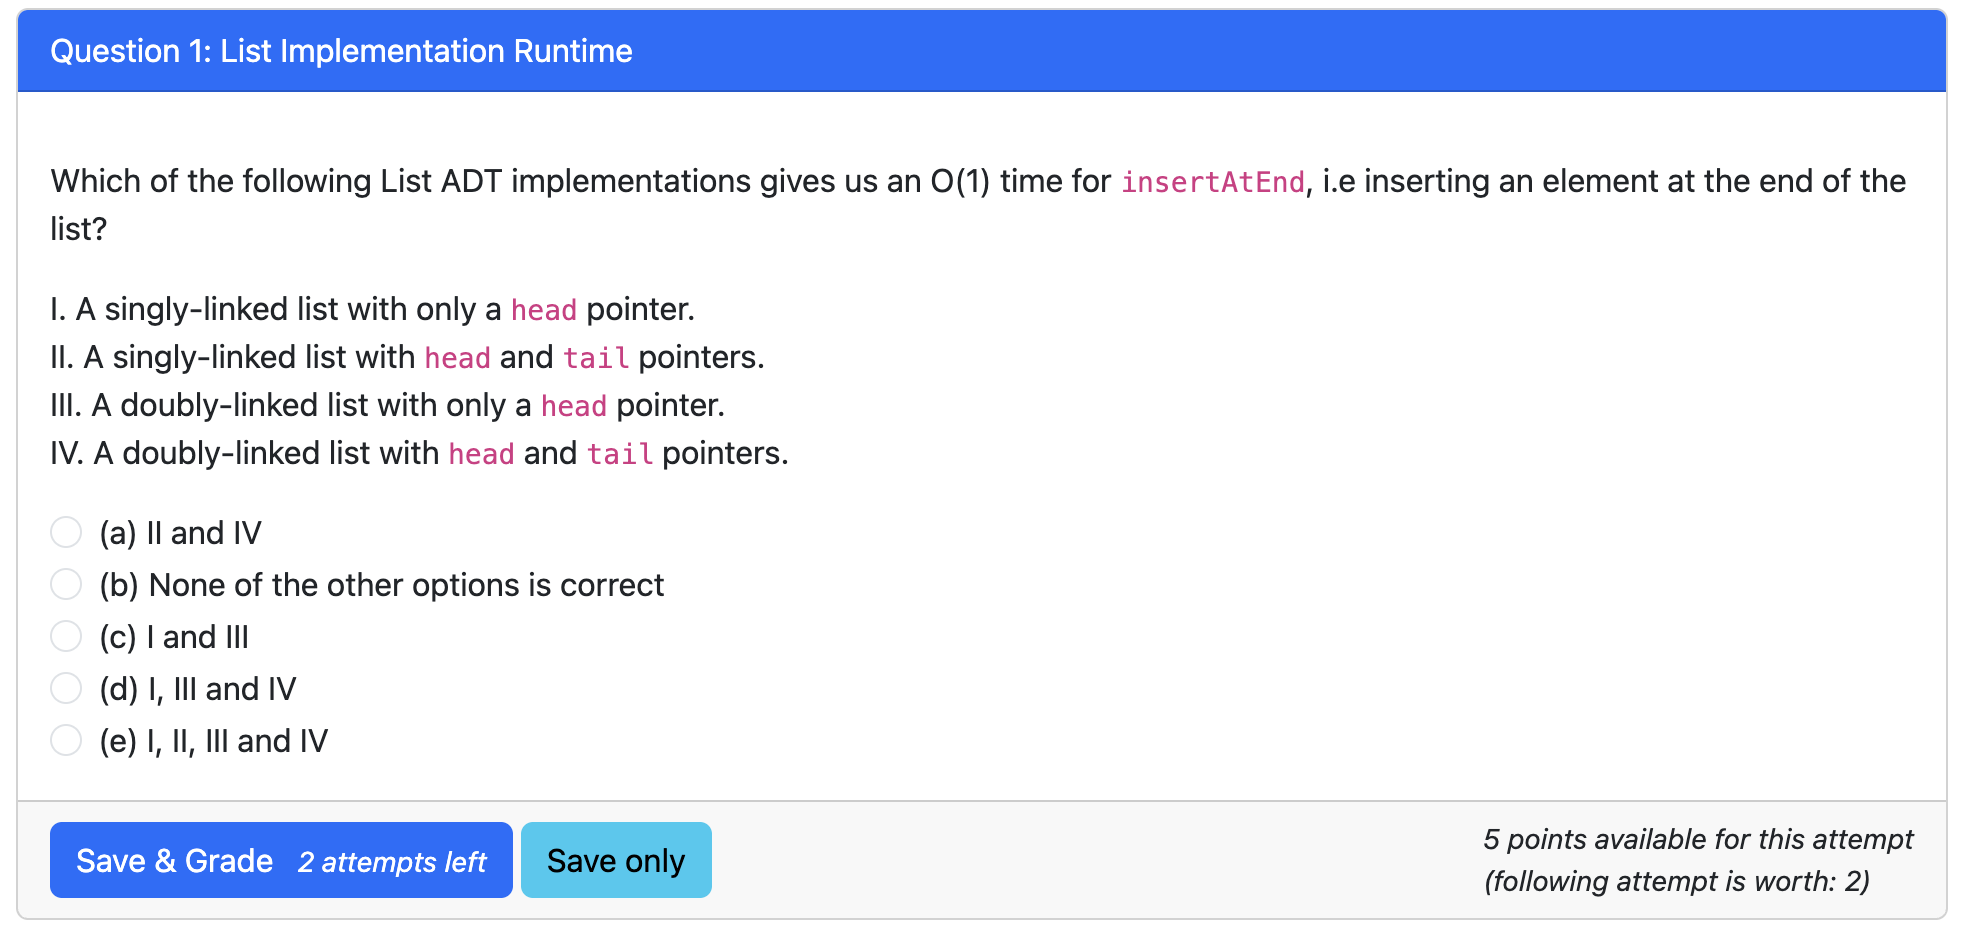 Question 1: List Implementation Runtime
Which of the following List ADT implementations gives us an O(1) time for insertAtEnd, i.e inserting an element at the end of the
list?
I. A singly-linked list with only a head pointer.
II. A singly-linked list with head and tail pointers.
III. A doubly-linked list with only a head pointer.
IV. A doubly-linked list with head and tail pointers.
(a) II and IV
(b) None of the other options is correct
(c) I and III
(d) I, III and IV
(e) I, II, III and IV
Save & Grade 2 attempts left
Save only
5 points available for this attempt
(following attempt is worth: 2)